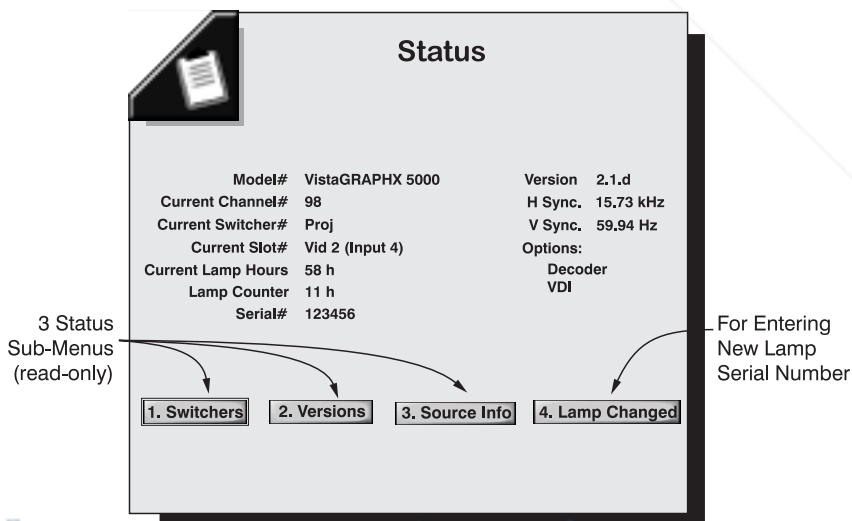 Status
Model# VistaGRAPHX 5000
Current Channel# 98
Current Switcher# Proj
Current Slot# Vid 2 (Input 4)
Current Lamp Hours 58 h
Lamp Counter 11 h
Serial# 123456
Version 2.1.d
H Sync. 15.73 kHz
V Sync. 59.94 Hz
Options:
Decoder
VDI
3 Status
Sub-Menus
(read-only)
For Entering
New Lamp
Serial Number
1. Switchers
2. Versions
3. Source Info
4. Lamp Changed